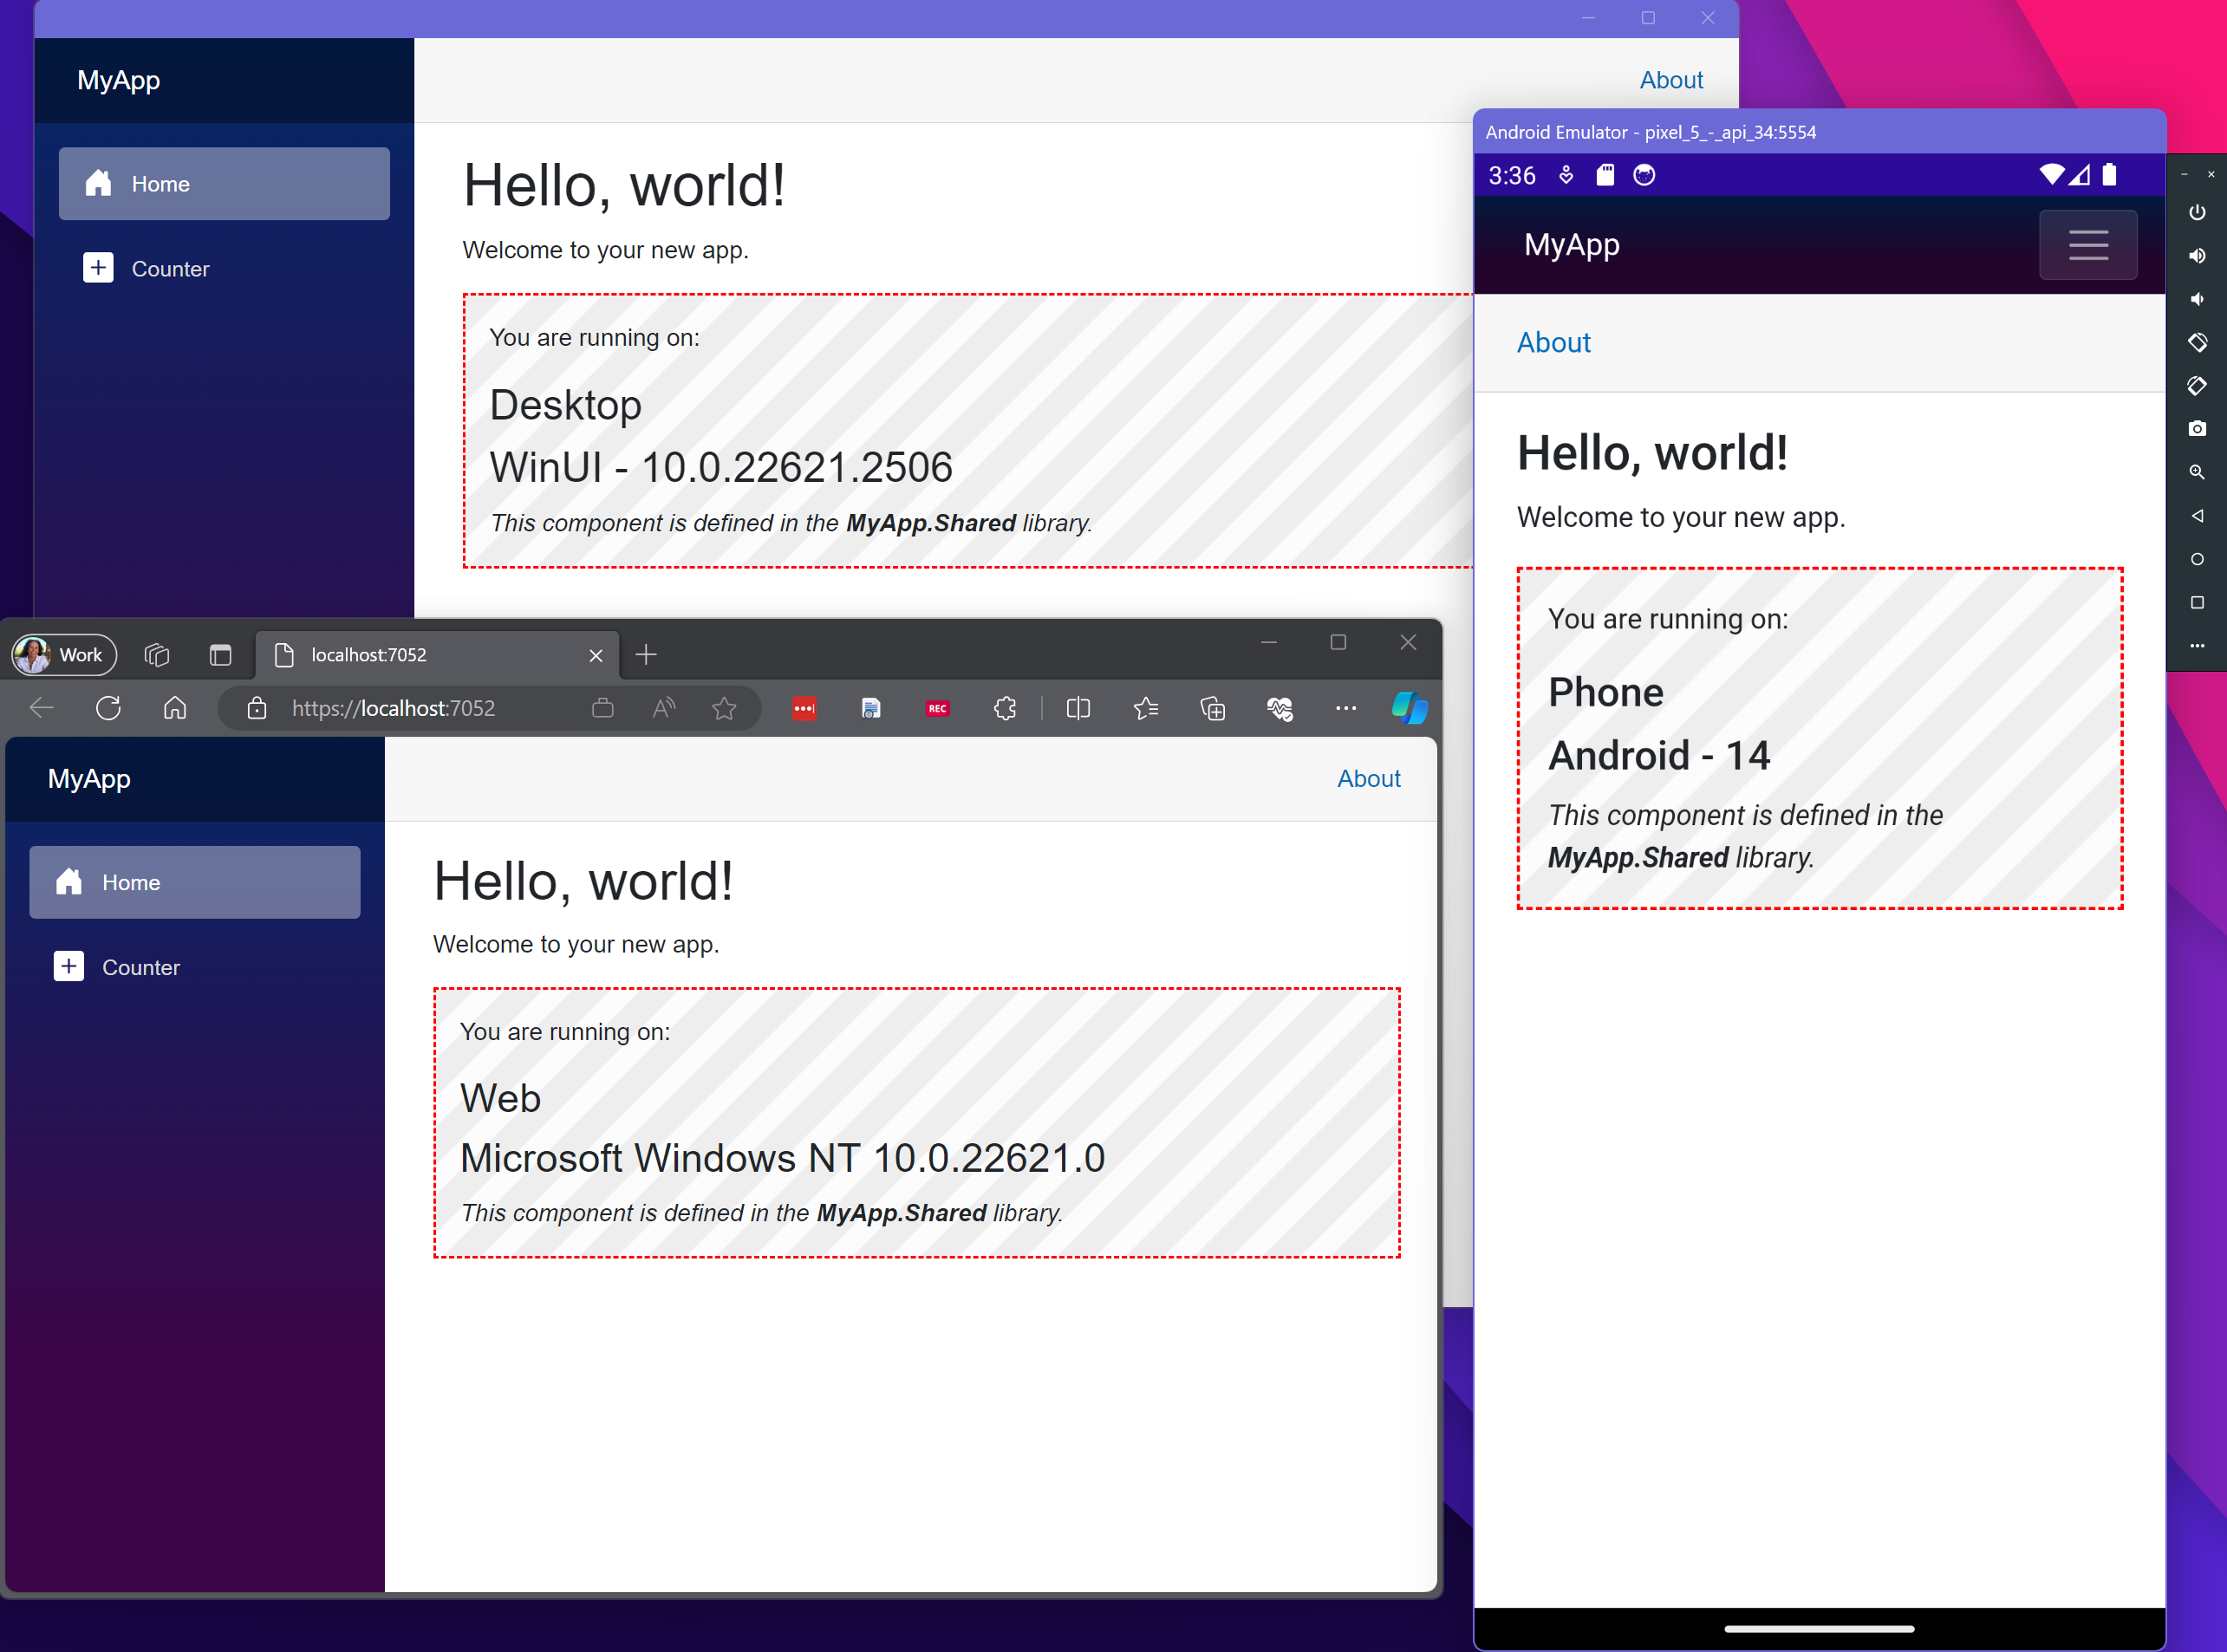 MyApp
About
Home
Counter
Hello, world!
Welcome to your new app.
You are running on:
Desktop
WinUI - 10.0.22621.2506
This component is defined in the MyApp.Shared library.
Work
localhost:7052
https://localhost:7052
REC
MyApp
About
Home
Counter
Hello, world!
Welcome to your new app.
You are running on:
Web
Microsoft Windows NT 10.0.22621.0
This component is defined in the MyApp.Shared library.
Android Emulator - pixel_5_-_api_34:5554
3:36
MyApp
About
Hello, world!
Welcome to your new app.
You are running on:
Phone
Android - 14
This component is defined in the
MyApp.Shared library.